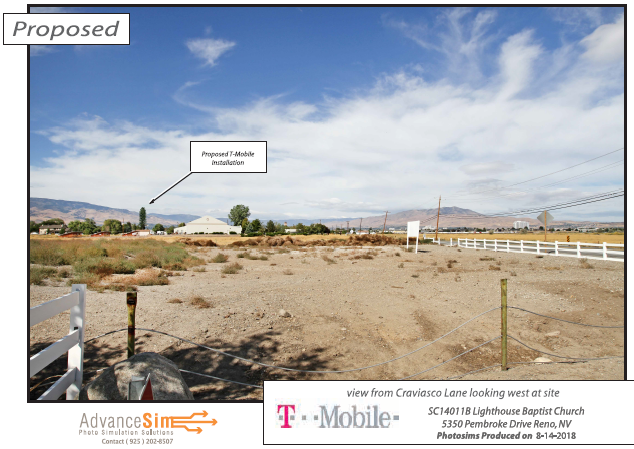 Proposed
Proposed T-Mobile
Installation
view from Craviasco Lane looking west at site
T··Mobile·
SC14011B Lighthouse Baptist Church
5350 Pembroke Drive Reno, NV
Photosims Produced on 8-14-2018
AdvanceSim
Photo Simulation Solutions
Contact ( 925 ) 202-8507